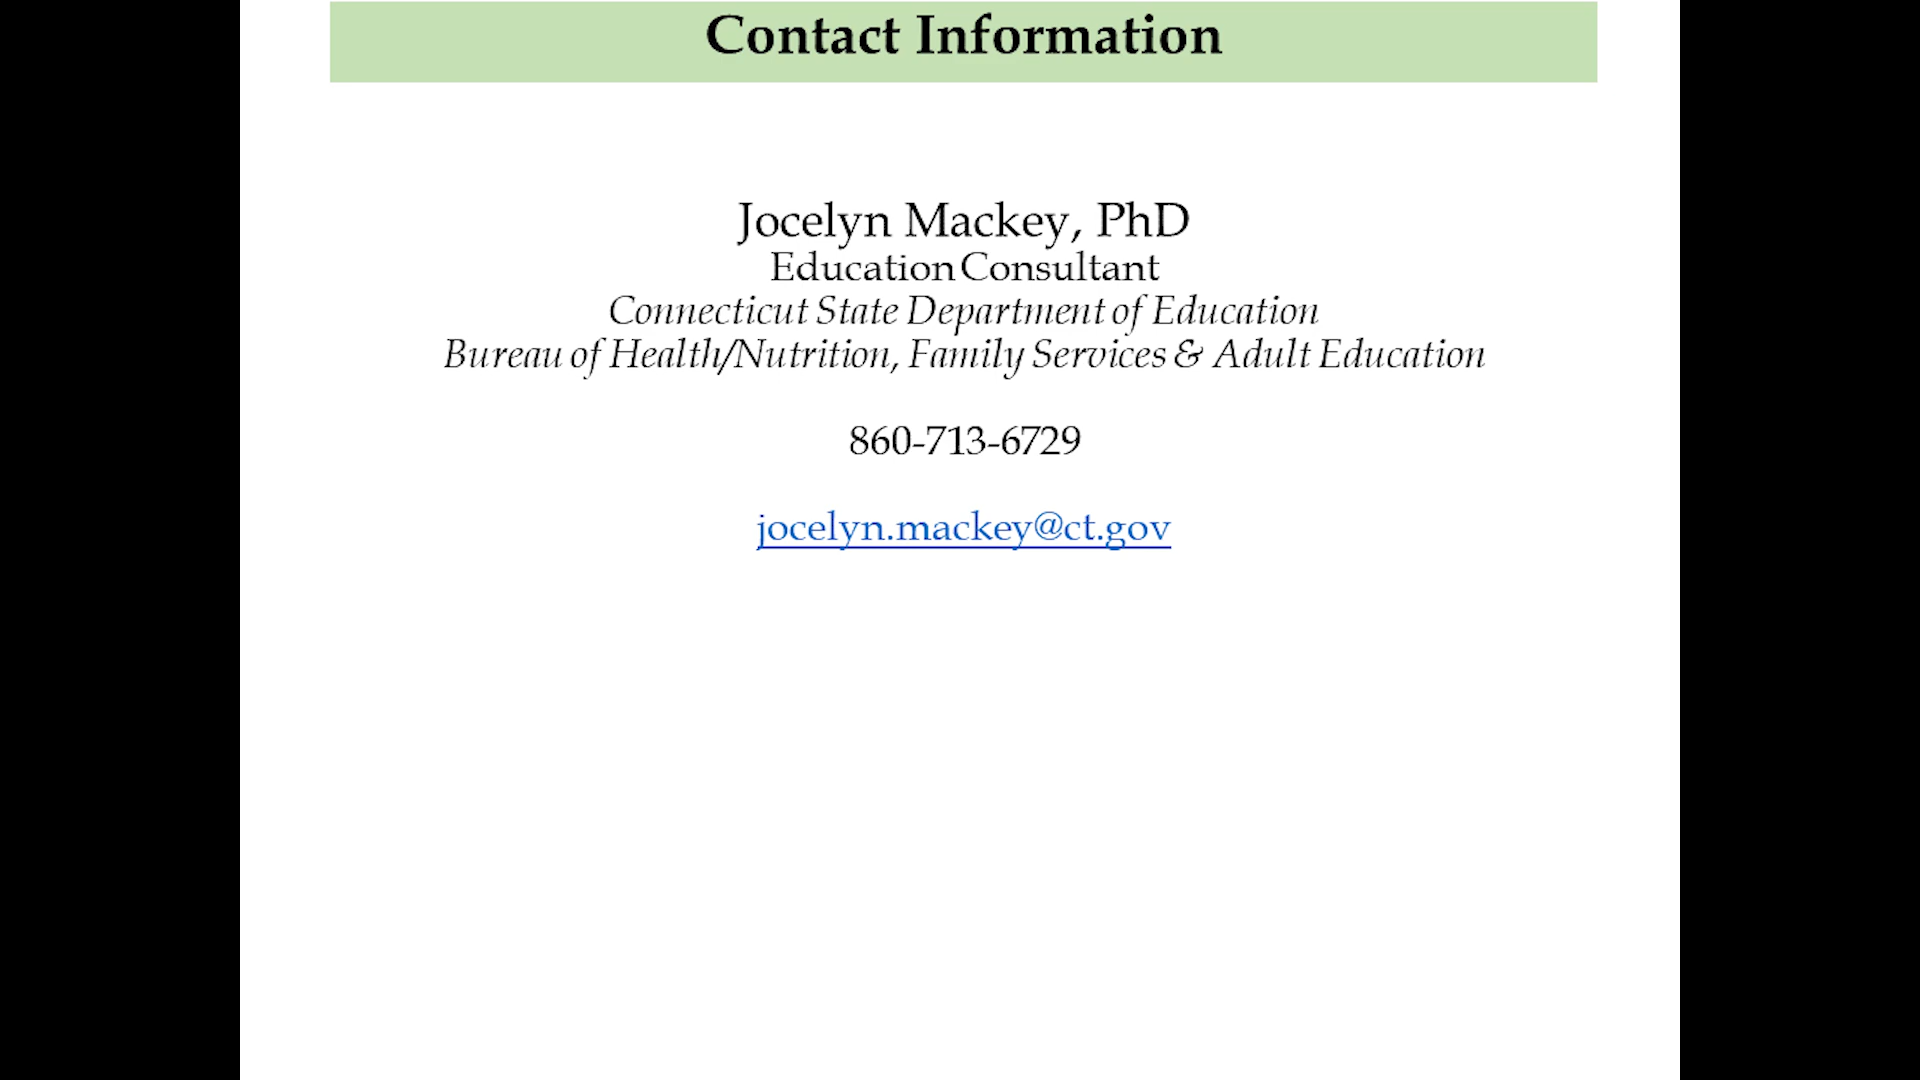 Contact Information
Jocelyn Mackey, PhD
Education Consultant
Connecticut State Department of Education
Bureau of Health/Nutrition, Family Services & Adult Education
860-713-6729
jocelyn.mackey@ct.gov